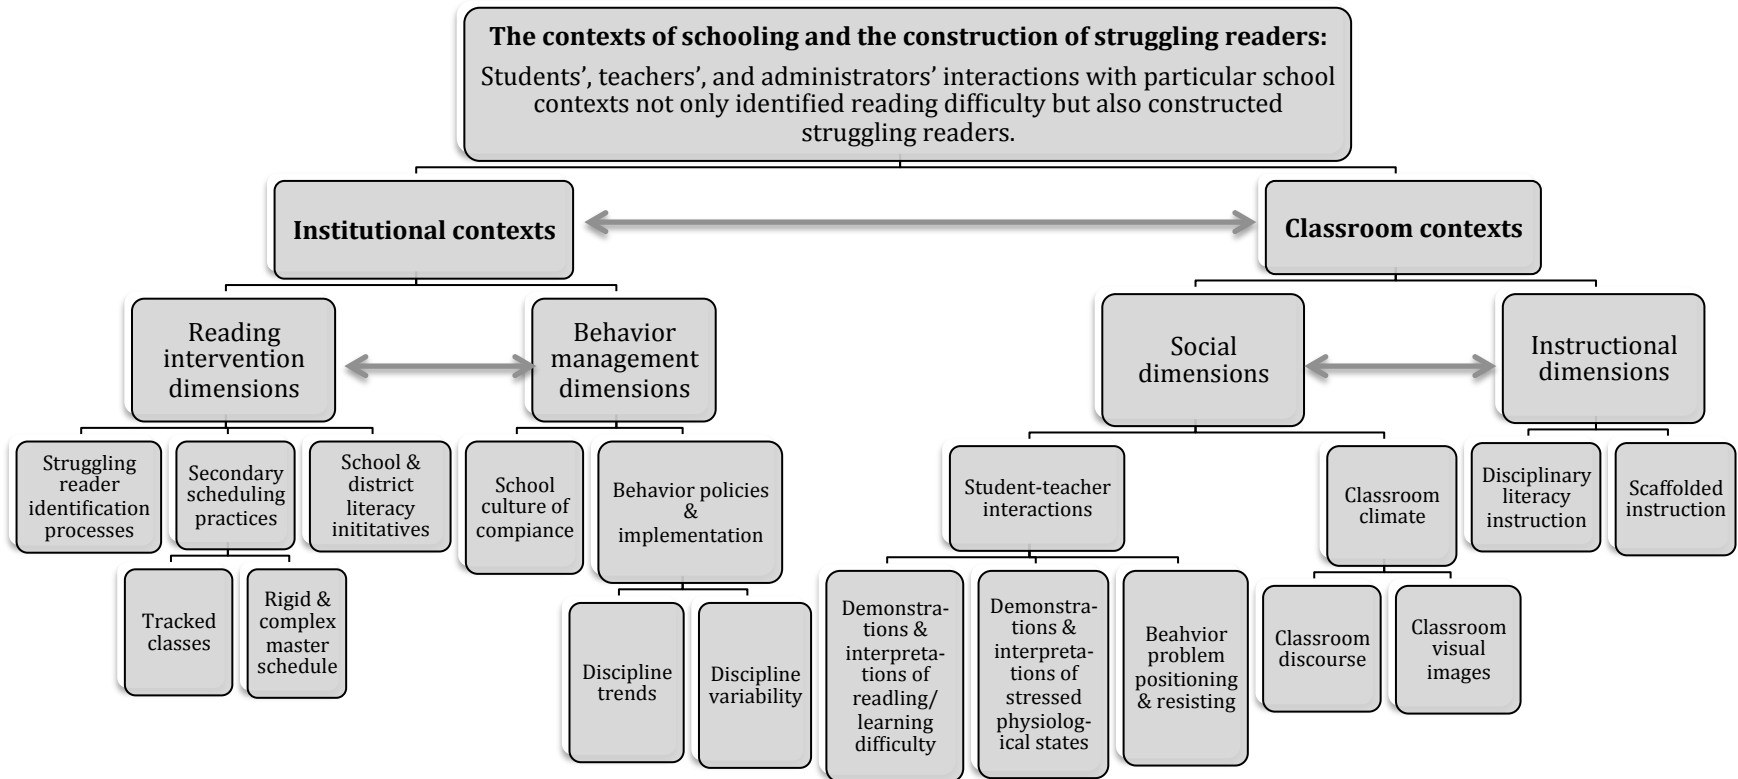 The contexts of schooling and the construction of struggling readers:
Students’, teachers’, and administrators’ interactions with particular school
contexts not only identified reading difficulty but also constructed
struggling readers.
Institutional contexts
Classroom contexts
Reading
intervention
dimensions
Behavior
management
dimensions
Social
dimensions
Instructional
dimensions
Struggling
reader
identification
processes
Secondary
scheduling
practices
School &
district
literacy
inititatives
School
culture of
compiance
Behavior policies
&
implementation
Student-teacher
interactions
Classroom
climate
Disciplinary
literacy
instruction
Scaffolded
instruction
Tracked
classes
Rigid &
complex
master
schedule
Discipline
trends
Discipline
variability
Demonstra-
tions &
interpreta-
tions of
readling/
learning
difficulty
Demonstra-
tions &
interpreta-
tions of
stressed
physiolog-
ical states
Beahvior
problem
positioning
& resisting
Classroom
discourse
Classroom
visual
images